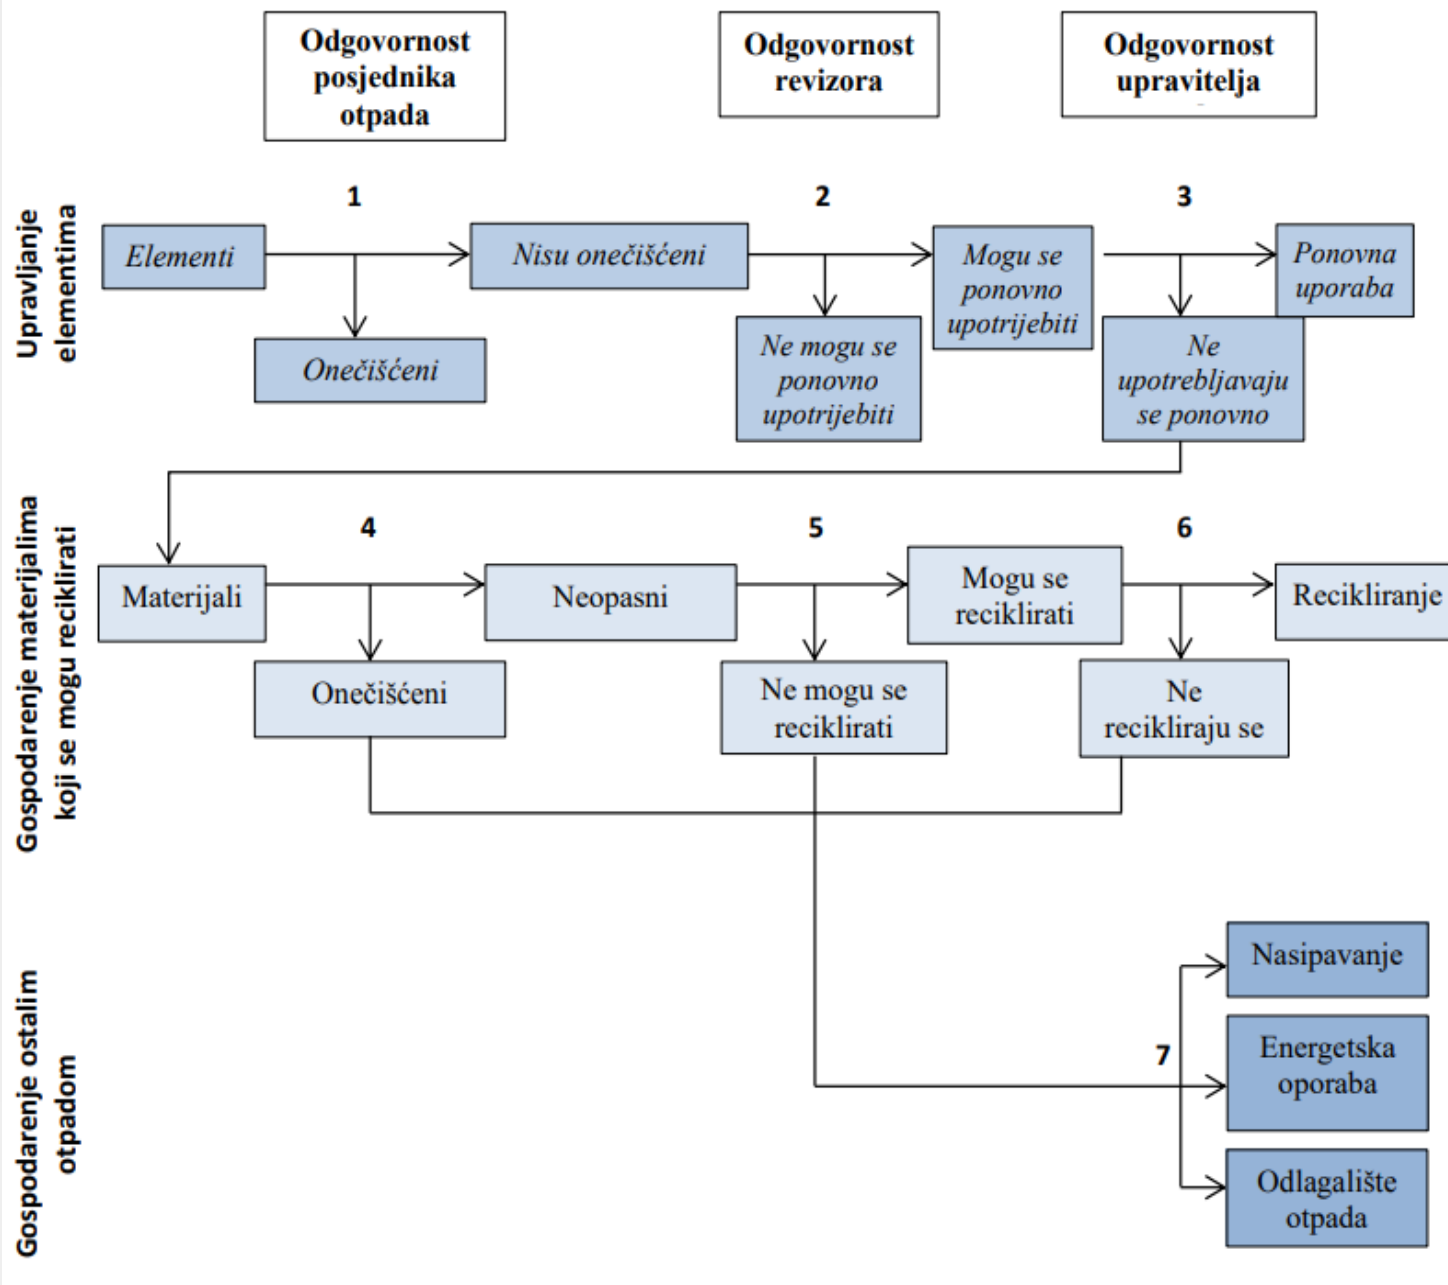 Odgovornost
posjednika
otpada
Odgovornost
revizora
Odgovornost
upravitelja
Upravljanje
elementima
1
2
3
Elementi
Nisu onečišćeni
Mogu se
ponovno
upotrijebiti
Ponovna
uporaba
Onečišćeni
Ne mogu se
ponovno
upotrijebiti
Ne
upotrebljavaju
se ponovno
Gospodarenje materijalima
koji se mogu reciklirati
4
5
6
Materijali
Neopasni
Mogu se
reciklirati
Recikliranje
Onečišćeni
Ne mogu se
reciklirati
Ne
recikliraju se
Gospodarenje ostalim
otpadom
7
Nasipavanje
Energetska
oporaba
Odlagalište
otpada